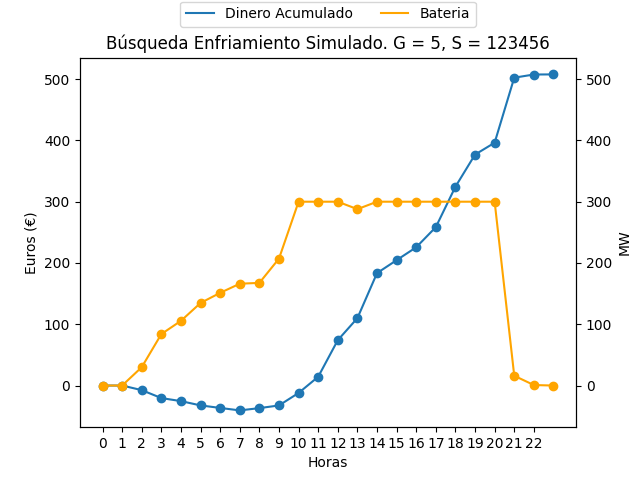 Dinero Acumulado Bateria
Búsqueda Enfriamiento Simulado. G = 5, S = 123456
500 500
400 400
300 300
200 200
100 100
0 0
Euros (€)
MW
0 1 2 3 4 5 6 7 8 9 10 11 12 13 14 15 16 17 18 19 20 21 22
Horas